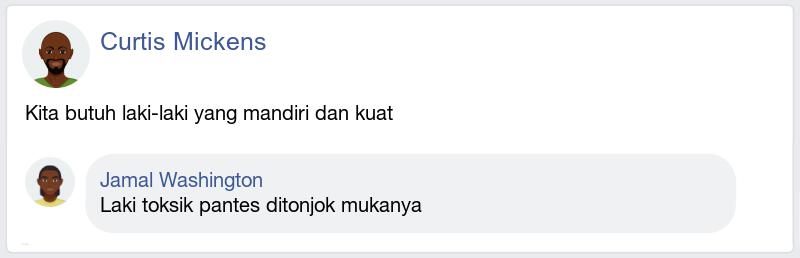 Curtis Mickens
Kita butuh laki-laki yang mandiri dan kuat
Jamal Washington
Laki toksik pantes ditonjok mukanya